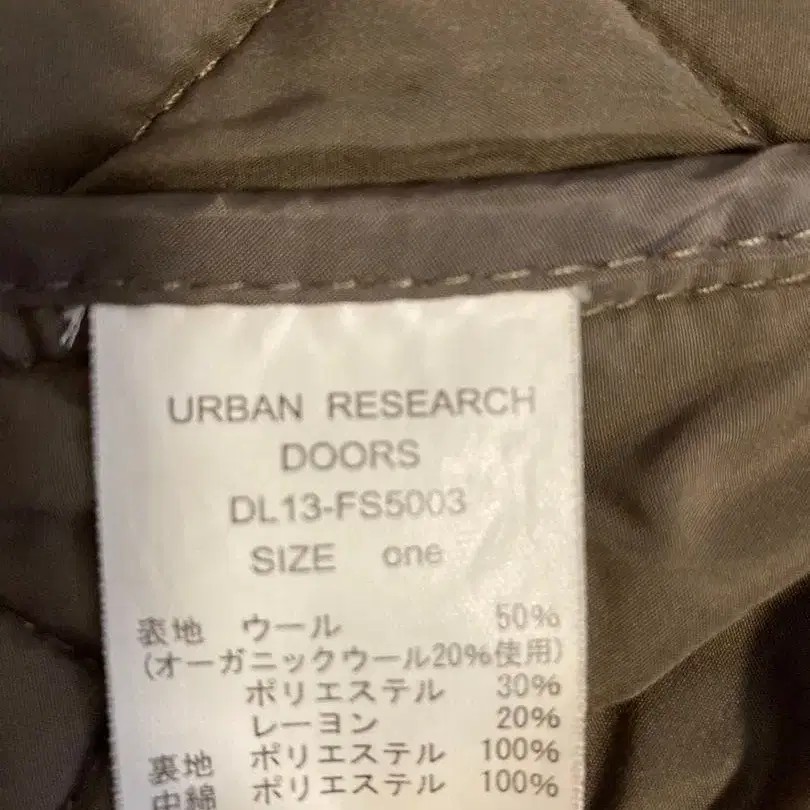 URBAN RESEARCH
DOORS
DL13-FS5003
SIZE one
表地 ウール 50%
(オーガニックウール20%使用)
ポリエステル 30%
レーヨン 20%
裏地 ポリエステル 100%
中綿 ポリエステル 100%